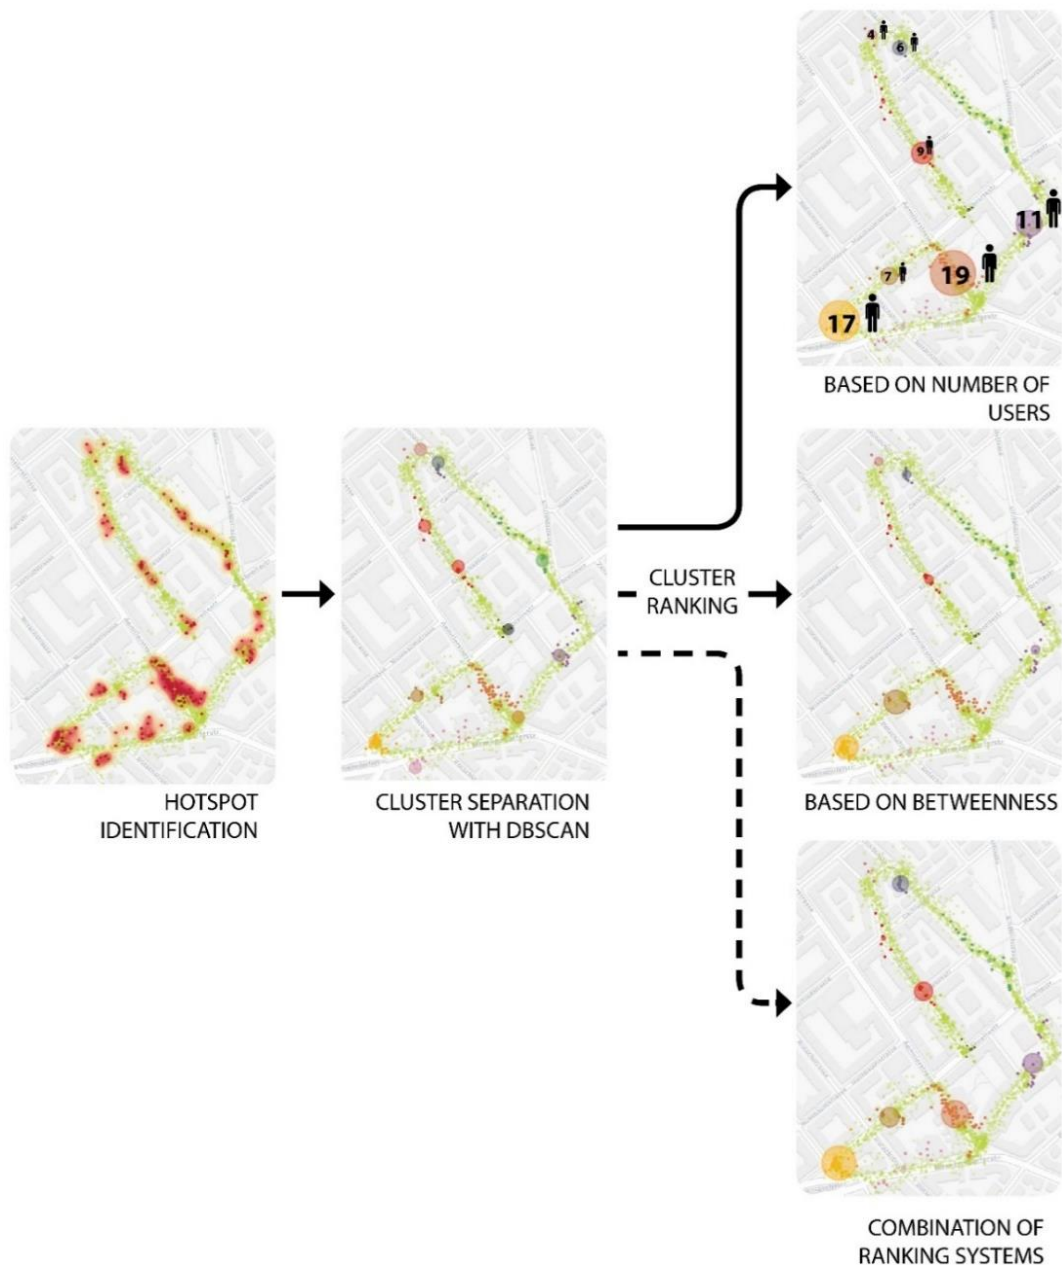 4
6
9
11
7
19
17
BASED ON NUMBER OF
USERS
HOTSPOT
IDENTIFICATION
CLUSTER SEPARATION
WITH DBSCAN
CLUSTER
RANKING
BASED ON BETWEENNESS
COMBINATION OF
RANKING SYSTEMS